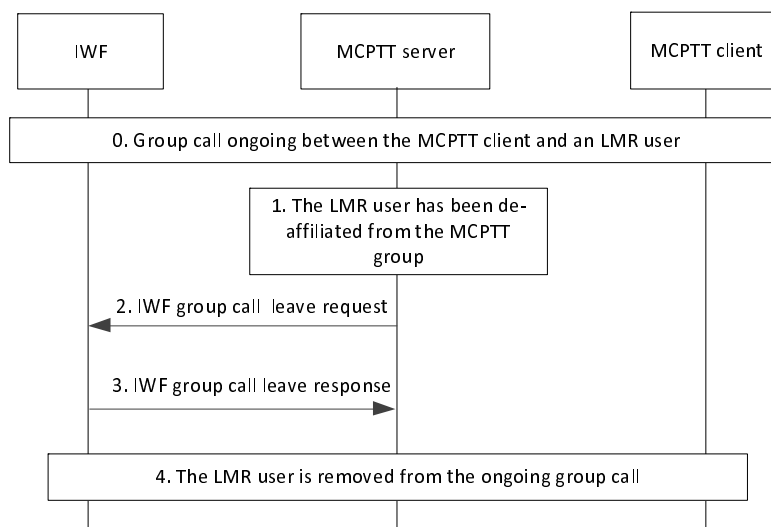 IWF
MCPTT server
MCPTT client
0. Group call ongoing between the MCPTT client and an LMR user
1. The LMR user has been de-
affiliated from the MCPTT
group
2. IWF group call leave request
3. IWF group call leave response
4. The LMR user is removed from the ongoing group call